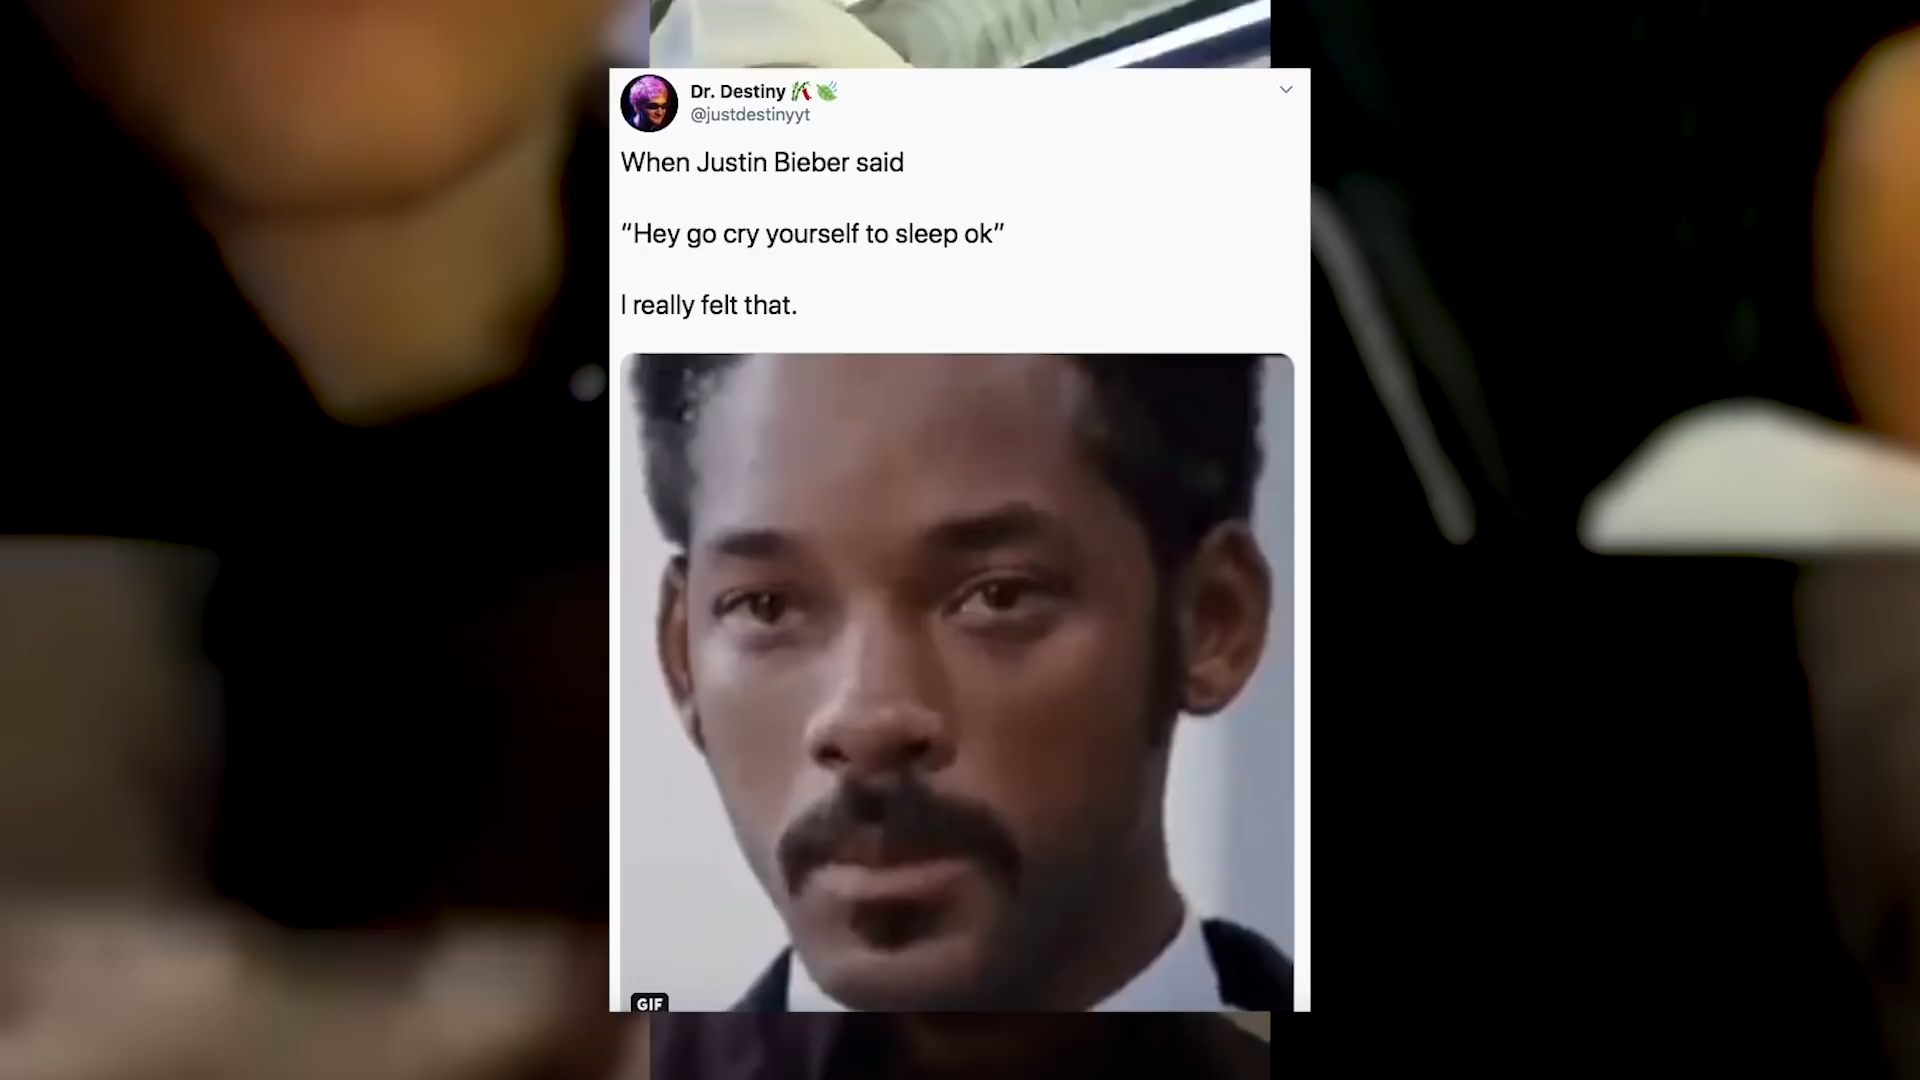 Dr. Destiny
@justdestinyyt
When Justin Bieber said
“Hey go cry yourself to sleep ok”
I really felt that.
GIF